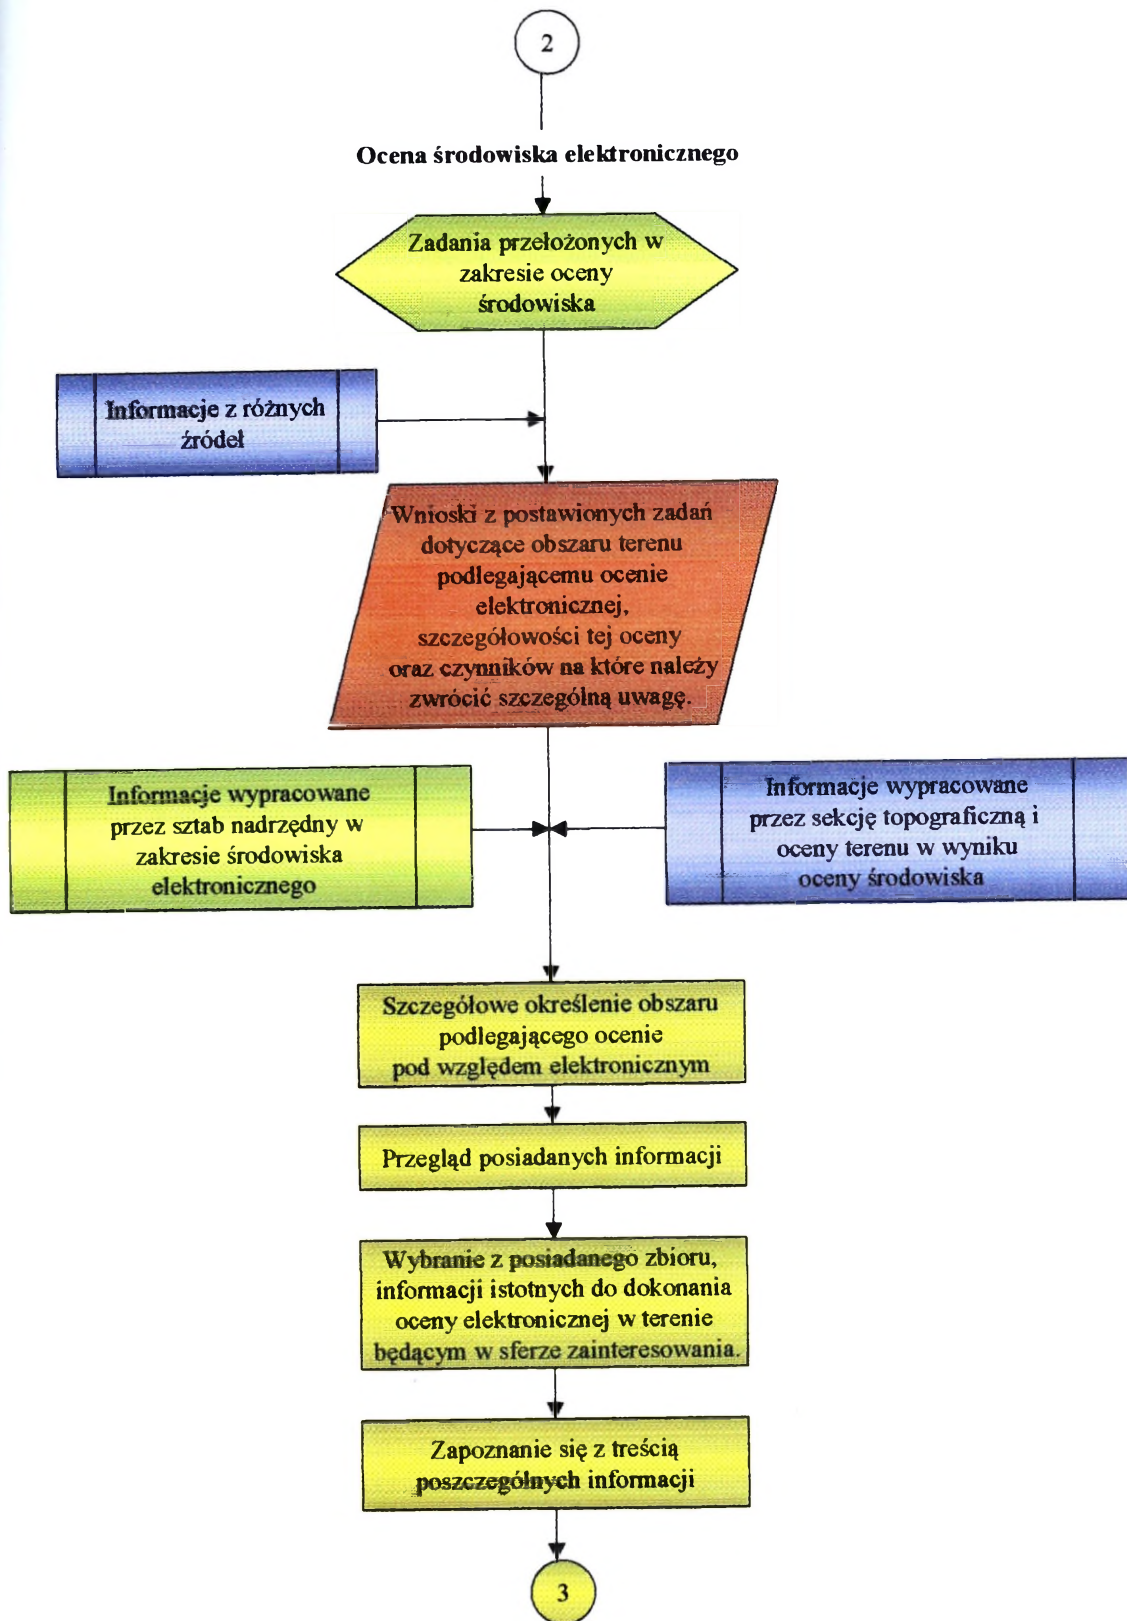 2
Ocena środowiska elektronicznego
Zadania przełożonych w
zakresie oceny
środowiska
Informacje z różnych
źródeł
Wnioski z postawionych zadań
dotyczące obszaru terenu
podlegającemu ocenie
elektronicznej,
szczegółowości tej oceny
oraz czynników na które należy
zwrócić szczególną uwagę.
Informacje wypracowane
przez sztab nadrzędny w
zakresie środowiska
elektronicznego
Informacje wypracowane
przez sekcję topograficzną i
oceny terenu w wyniku
oceny środowiska
Szczegółowe określenie obszaru
podlegającego ocenie
pod względem elektronicznym
Przegląd posiadanych informacji
Wybranie z posiadanego zbioru,
informacji istotnych do dokonania
oceny elektronicznej w terenie
będącym w sferze zainteresowania.
Zapoznanie się z treścią
poszczególnych informacji
3